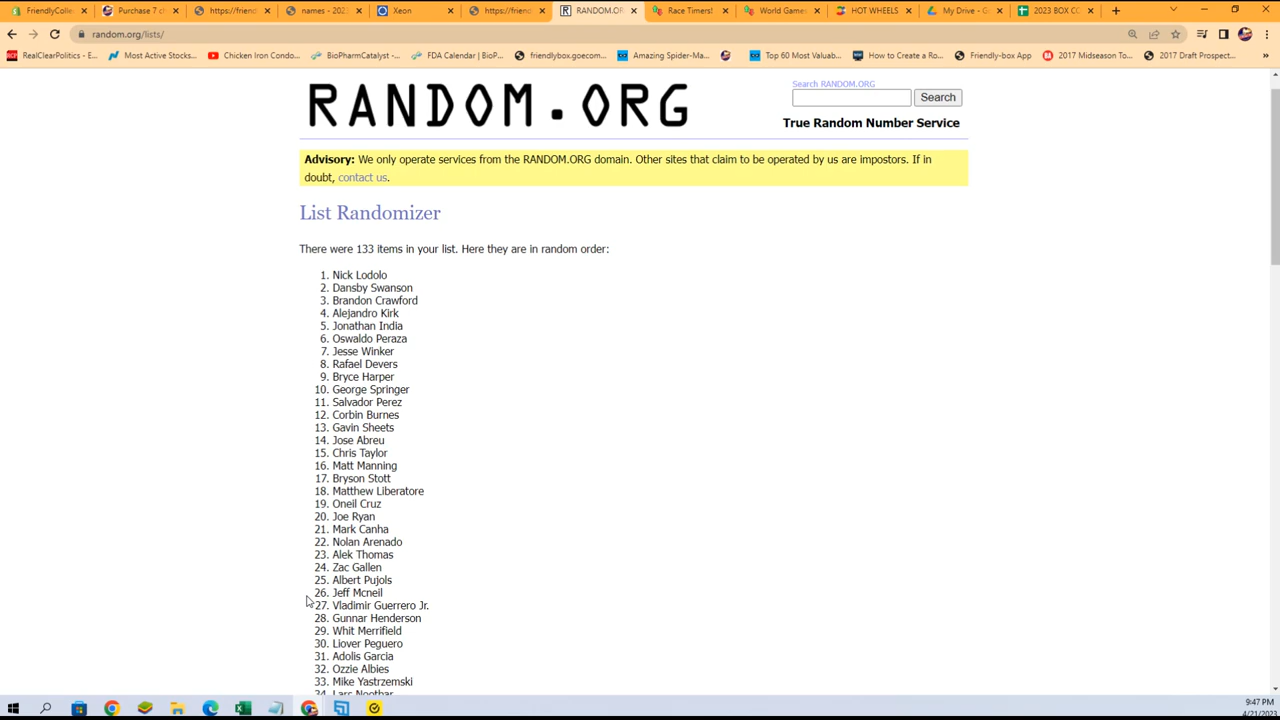 FriendlyColle
Purchase 7 c
https://friend
names - 202
Xeon
https://friend
RANDOM.OR
Race Timers!
World Game
HOT WHEELS
My Drive - G
2023 BOX CO
random.org/lists/
RealClearPolitics - E...
Most Active Stocks...
Chicken Iron Condo...
BioPharmCatalyst -...
FDA Calendar | BioP...
friendlybox.goecom...
Amazing Spider-Ma...
Top 60 Most Valuab...
How to Create a Ro...
Friendly-box App
2017 Midseason To...
2017 Draft Prospect...
»
RANDOM.ORG
Search RANDOM.ORG
Search
True Random Number Service
Advisory: We only operate services from the RANDOM.ORG domain. Other sites that claim to be operated by us are impostors. If in
doubt, contact us.
List Randomizer
There were 133 items in your list. Here they are in random order:
1. Nick Lodolo
2. Dansby Swanson
3. Brandon Crawford
4. Alejandro Kirk
5. Jonathan India
6. Oswaldo Peraza
7. Jesse Winker
8. Rafael Devers
9. Bryce Harper
10. George Springer
11. Salvador Perez
12. Corbin Burnes
13. Gavin Sheets
14. Jose Abreu
15. Chris Taylor
16. Matt Manning
17. Bryson Stott
18. Matthew Liberatore
19. Oneil Cruz
20. Joe Ryan
21. Mark Canha
22. Nolan Arenado
23. Alek Thomas
24. Zac Gallen
25. Albert Pujols
26. Jeff Mcneil
27. Vladimir Guerrero Jr.
28. Gunnar Henderson
29. Whit Merrifield
30. Liover Peguero
31. Adolis Garcia
32. Ozzie Albies
33. Mike Yastrzemski
34. Lars Nootbar
9:47 PM
4/21/2023